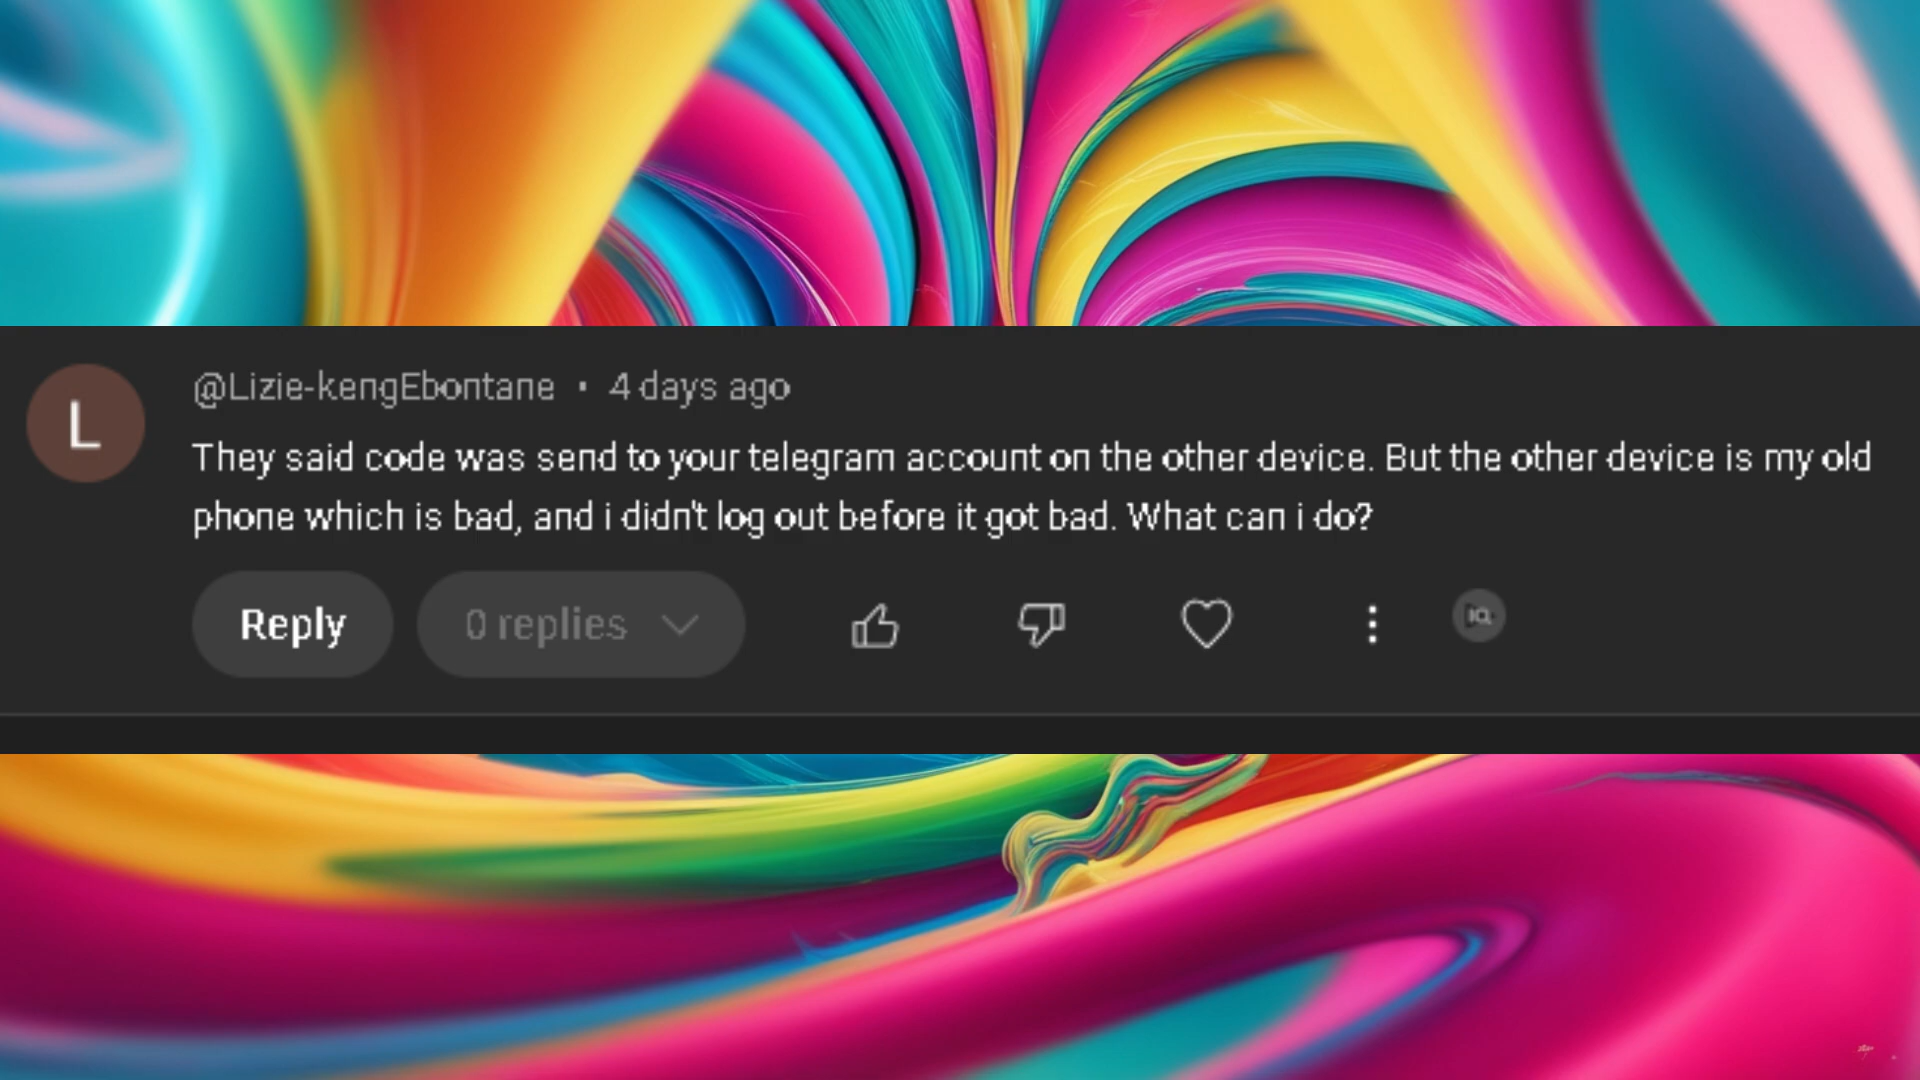 L
@Lizie-kengEbontane · 4 days ago
They said code was send to your telegram account on the other device. But the other device is my old
phone which is bad, and i didn't log out before it got bad. What can i do?
Reply
0 replies